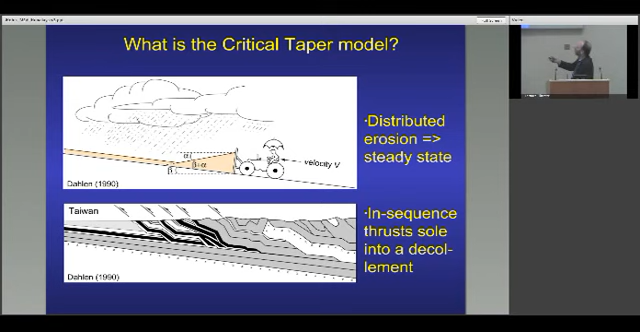 What is the Critical Taper model?
α
β+α
β
velocity V
Dahlen (1990)
·Distributed
erosion =>
steady state
Taiwan
Dahlen (1990)
·In-sequence
thrusts sole
into a decol-
lement